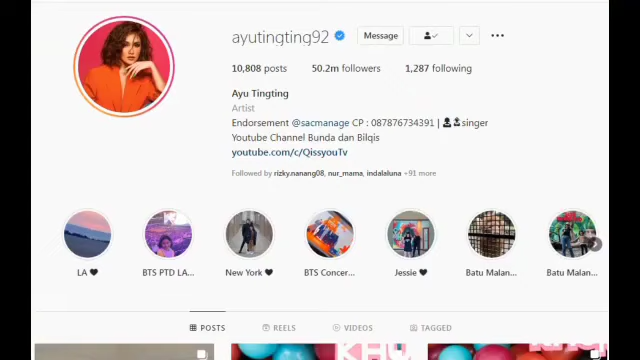 ayutingting92 Message
10,808 posts 50.2m followers 1,287 following
Ayu Tingting
Artist
Endorsement @sacmanage CP : 087876734391 | singer
Youtube Channel Bunda dan Bilqis
youtube.com/c/QissyouTv
Followed by rizky.nanang08, nur_mama, indalaluna +91 more
LA BTS PTD LA... New York BTS Concer... Jessie Batu Malan... Batu Malan...
POSTS REELS VIDEOS TAGGED